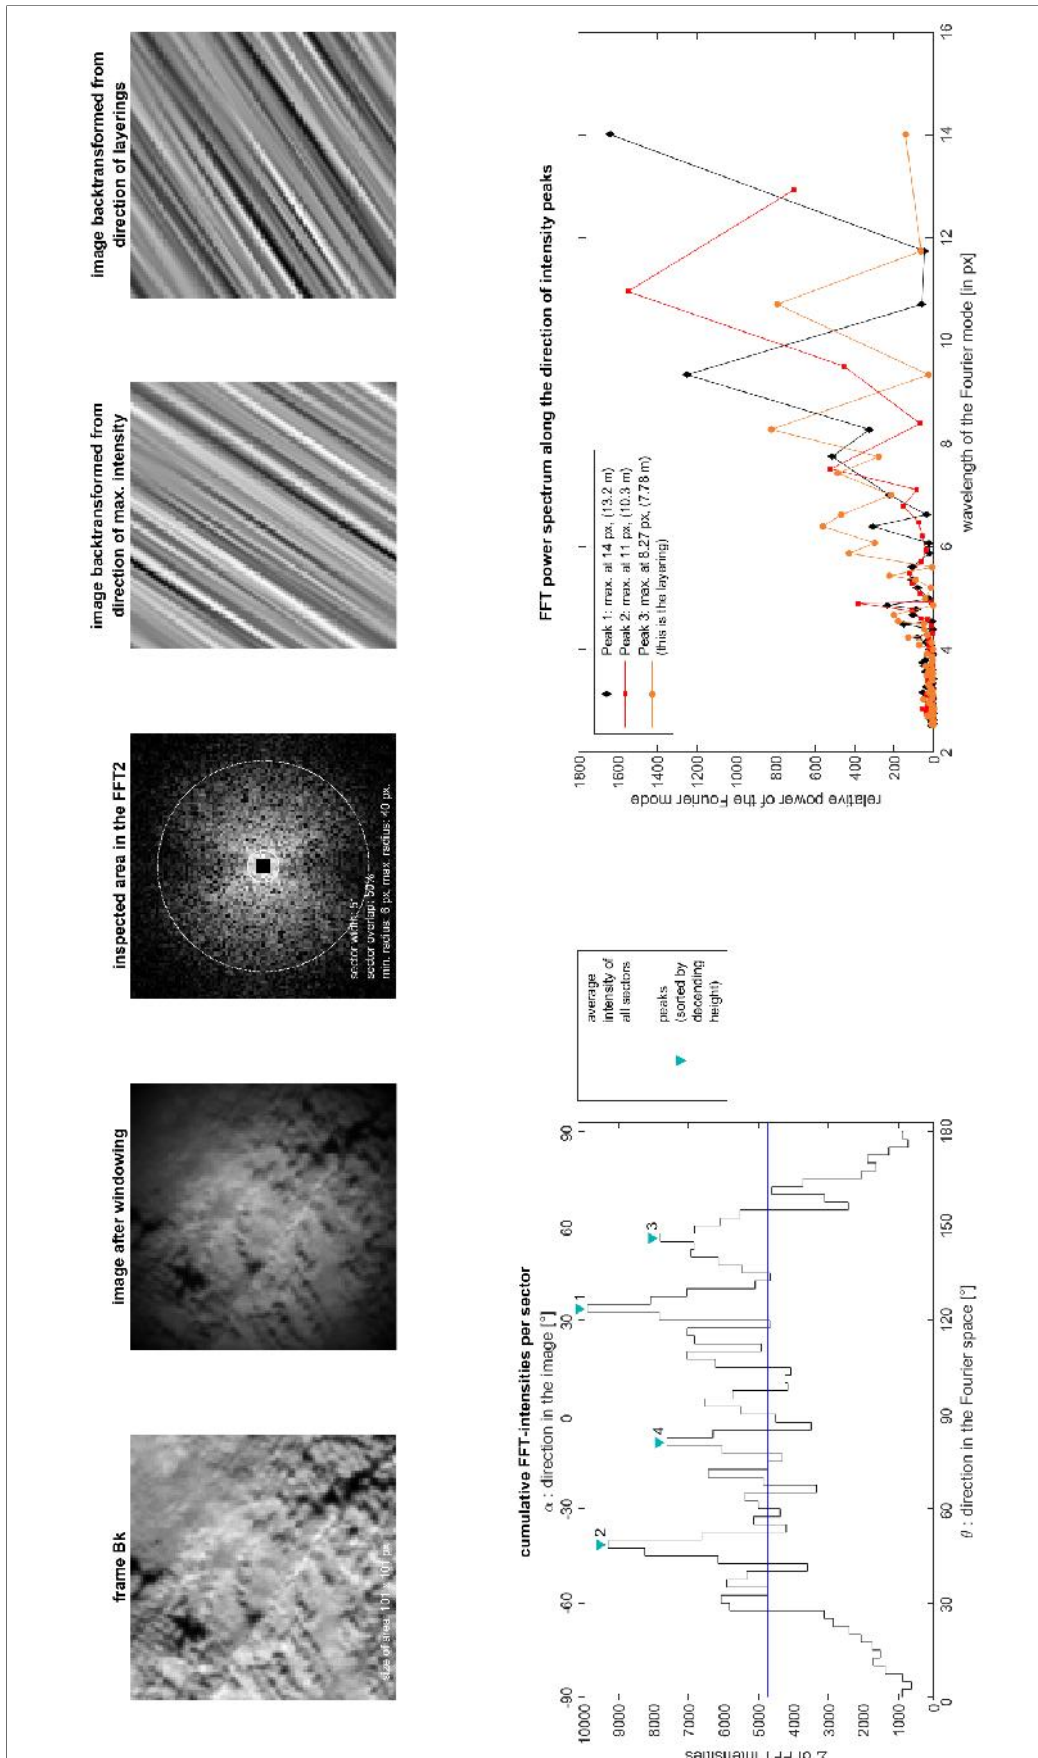 frame Bk
size of area: 101 x 101 px
image after windowing
inspected area in the FFT2
sector width: 5°
sector overlap: 50%
min. radius: 6 px, max. radius: 40 px.
image backtransformed from
direction of max. intensity
image backtransformed from
direction of layerings
cumulative FFT-intensities per sector
α : direction in the image [°]
-90
-60
-30
0
30
60
90
10000
9000
8000
7000
6000
5000
4000
3000
2000
1000
0
2
4
1
3
0
30
60
90
120
150
180
θ : direction in the Fourier space [°]
Σ of FFT intensities
average
intensity of
all sectors
peaks
(sorted by
decending
height)
FFT power spectrum along the direction of intensity peaks
1800
1600
1400
1200
1000
800
600
400
200
0
relative power of the Fourier mode
Peak 1: max. at 14 px, (13.2 m)
Peak 2: max. at 11 px, (10.3 m)
Peak 3: max. at 8.27 px, (7.78 m)
(this is the layering)
2
4
6
8
10
12
14
16
wavelength of the Fourier mode [in px]